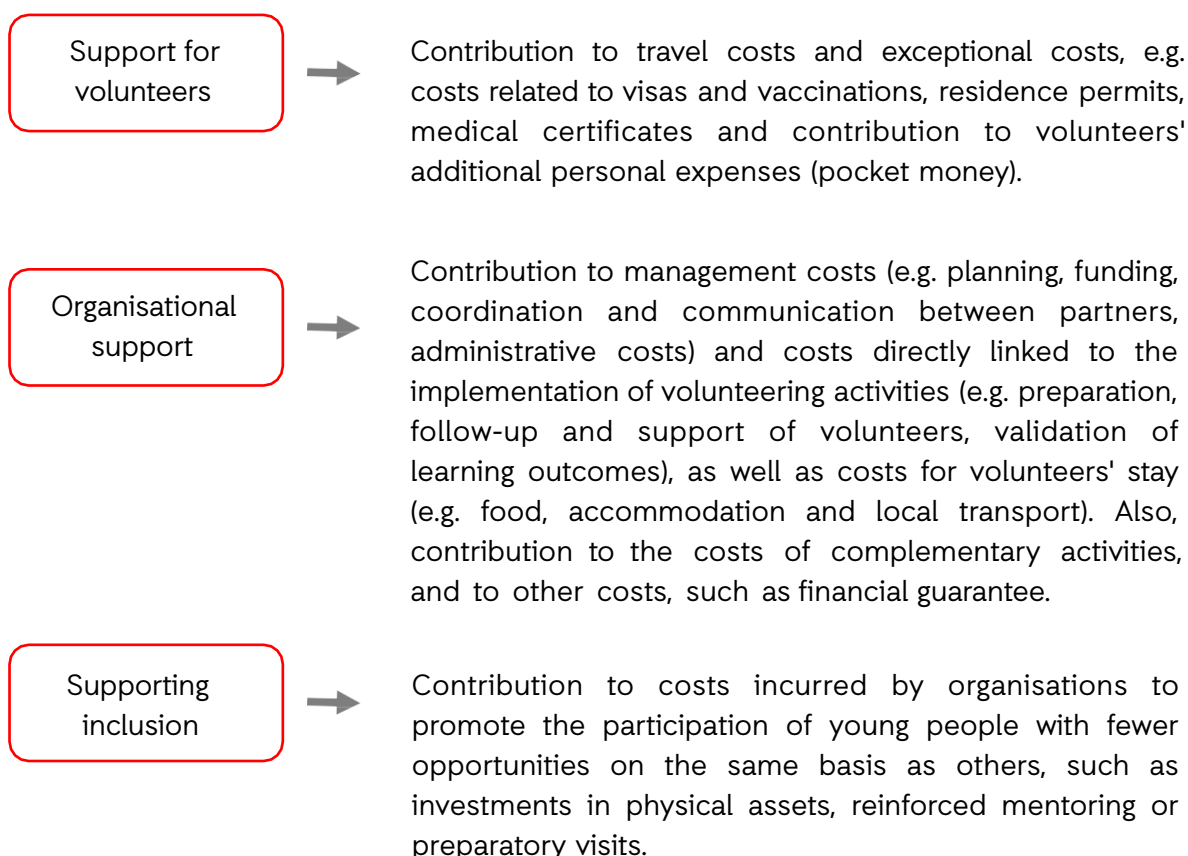 Support for
volunteers
Contribution to travel costs and exceptional costs, e.g.
costs related to visas and vaccinations, residence permits,
medical certificates and contribution to volunteers'
additional personal expenses (pocket money).
Organisational
support
Contribution to management costs (e.g. planning, funding,
coordination and communication between partners,
administrative costs) and costs directly linked to the
implementation of volunteering activities (e.g. preparation,
follow-up and support of volunteers, validation of
learning outcomes), as well as costs for volunteers' stay
(e.g. food, accommodation and local transport). Also,
contribution to the costs of complementary activities,
and to other costs, such as financial guarantee.
Supporting
inclusion
Contribution to costs incurred by organisations to
promote the participation of young people with fewer
opportunities on the same basis as others, such as
investments in physical assets, reinforced mentoring or
preparatory visits.